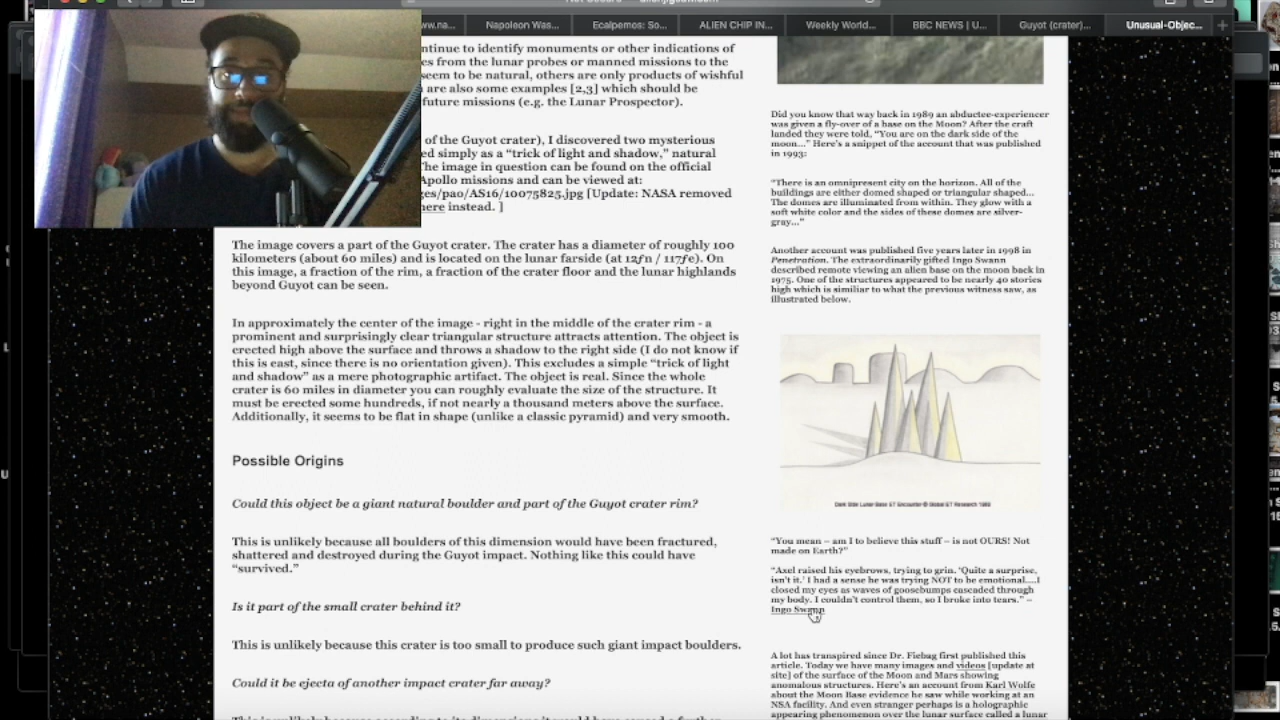 ww.na...
Napoleon Was...
Ecalpemos: So...
ALIEN CHIP IN...
Weekly World...
BBC NEWS | U...
Guyot (crater)...
Unusual-Objec...
ntinue to identify monuments or other indications of
es from the lunar probes or manned missions to the
seem to be natural, others are only products of wishful
are also some examples [2,3] which should be
future missions (e.g. the Lunar Prospector).
of the Guyot crater), I discovered two mysterious
ed simply as a “trick of light and shadow,” natural
he image in question can be found on the official
Apollo missions and can be viewed at:
ges/pao/AS16/10075825.jpg [Update: NASA removed
here instead. ]
The image covers a part of the Guyot crater. The crater has a diameter of roughly 100
kilometers (about 60 miles) and is located on the lunar farside (at 12ƒn / 117ƒe). On
this image, a fraction of the rim, a fraction of the crater floor and the lunar highlands
beyond Guyot can be seen.
In approximately the center of the image - right in the middle of the crater rim - a
prominent and surprisingly clear triangular structure attracts attention. The object is
erected high above the surface and throws a shadow to the right side (I do not know if
this is east, since there is no orientation given). This excludes a simple “trick of light
and shadow” as a mere photographic artifact. The object is real. Since the whole
crater is 60 miles in diameter you can roughly evaluate the size of the structure. It
must be erected some hundreds, if not nearly a thousand meters above the surface.
Additionally, it seems to be flat in shape (unlike a classic pyramid) and very smooth.
Possible Origins
Could this object be a giant natural boulder and part of the Guyot crater rim?
This is unlikely because all boulders of this dimension would have been fractured,
shattered and destroyed during the Guyot impact. Nothing like this could have
“survived.”
Is it part of the small crater behind it?
This is unlikely because this crater is too small to produce such giant impact boulders.
Could it be ejecta of another impact crater far away?
Did you know that way back in 1989 an abductee-experiencer
was given a fly-over of a base on the Moon? After the craft
landed they were told, “You are on the dark side of the
moon...” Here’s a snippet of the account that was published
in 1993:
“There is an omnipresent city on the horizon. All of the
buildings are either domed shaped or triangular shaped...
The domes are illuminated from within. They glow with a
soft white color and the sides of these domes are silver-
gray...”
Another account was published five years later in 1998 in
Penetration. The extraordinarily gifted Ingo Swann
described remote viewing an alien base on the moon back in
1975. One of the structures appeared to be nearly 40 stories
high which is similiar to what the previous witness saw, as
illustrated below.
Dark Side Lunar Base ET Encounter © Global ET Research 1989
“You mean – am I to believe this stuff – is not OURS! Not
made on Earth?”
“Axel raised his eyebrows, trying to grin. ‘Quite a surprise,
isn’t it.’ I had a sense he was trying NOT to be emotional....I
closed my eyes as waves of goosebumps cascaded through
my body. I couldn’t control them, so I broke into tears.” –
Ingo Swann
A lot has transpired since Dr. Fiebag first published this
article. Today we have many images and videos [update at
site] of the surface of the Moon and Mars showing
anomalous structures. Here’s an account from Karl Wolfe
about the Moon Base evidence he saw while working at an
NSA facility. And even stranger perhaps is a holographic
appearing phenomenon over the lunar surface called a lunar